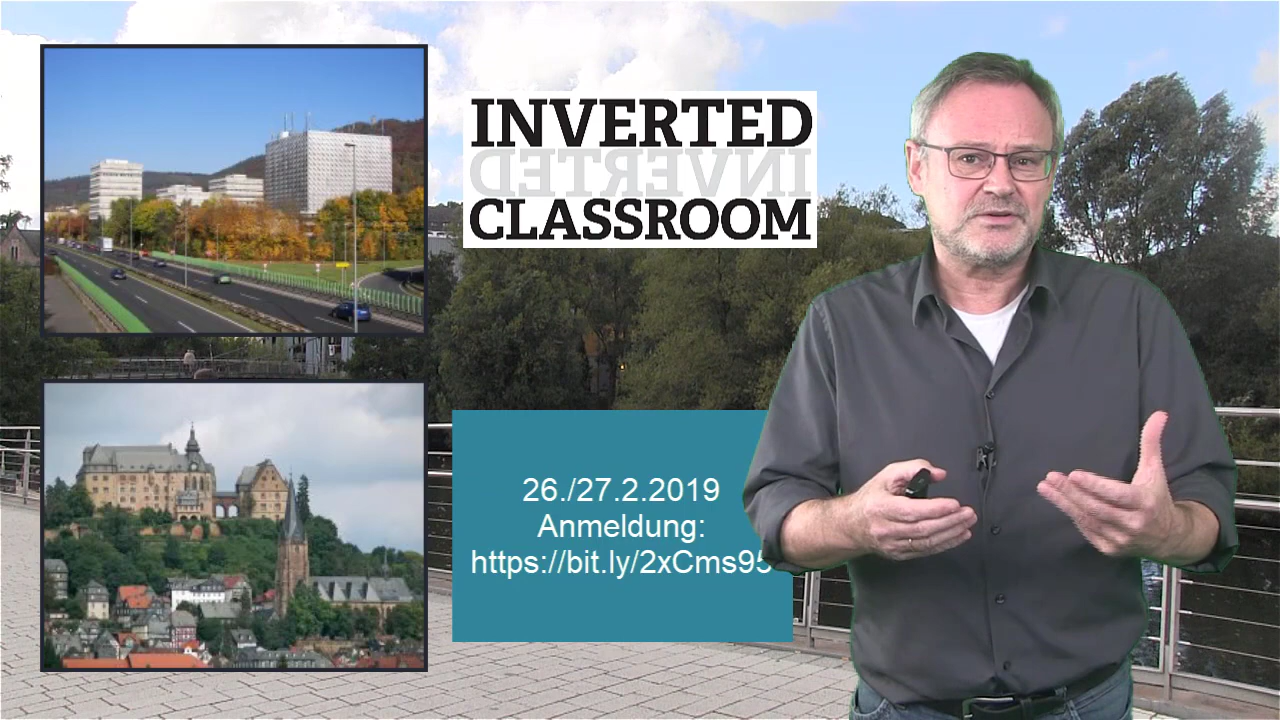 INVERTED
INVERTED
CLASSROOM
26./27.2.2019
Anmeldung:
https://bit.ly/2xCms95